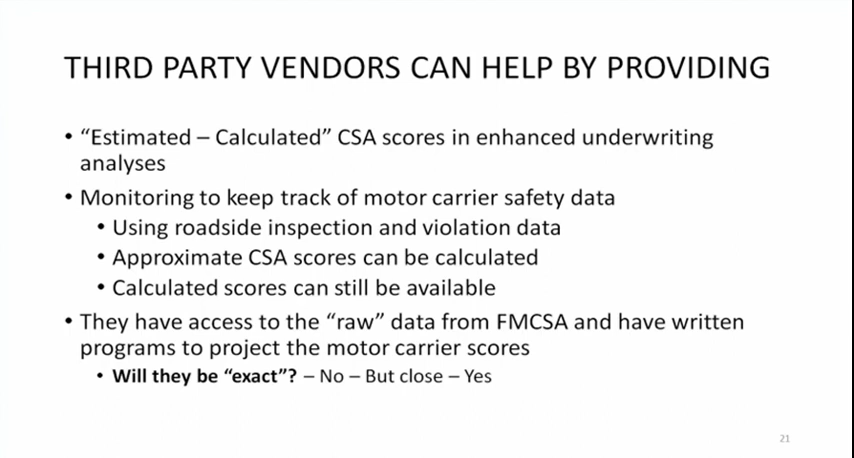 THIRD PARTY VENDORS CAN HELP BY PROVIDING
• “Estimated – Calculated” CSA scores in enhanced underwriting
analyses
• Monitoring to keep track of motor carrier safety data
• Using roadside inspection and violation data
• Approximate CSA scores can be calculated
• Calculated scores can still be available
• They have access to the “raw” data from FMCSA and have written
programs to project the motor carrier scores
• Will they be “exact”? – No – But close – Yes
21